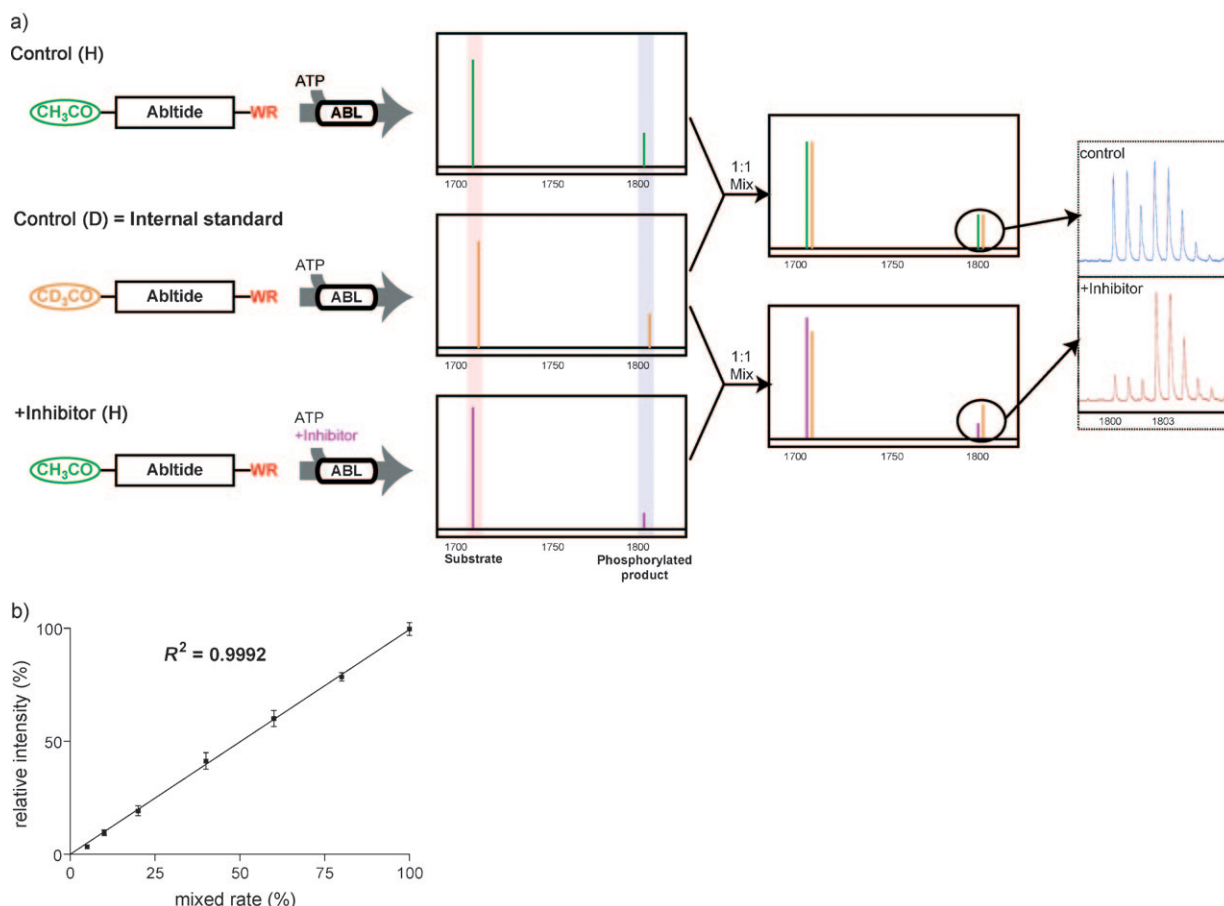 a)
Control (H)
CH₃CO Abltide WR
ATP
ABL
1700 1750 1800
Control (D) = Internal standard
CD₃CO Abltide WR
ATP
ABL
1700 1750 1800
+Inhibitor (H)
CH₃CO Abltide WR
ATP
+Inhibitor
ABL
1700 1750 1800
Substrate
Phosphorylated
product
1:1
Mix
1700 1750 1800
1:1
Mix
1700 1750 1800
control
+Inhibitor
1800 1803
b)
R² = 0.9992
relative intensity (%)
100
50
0
0 25 50 75 100
mixed rate (%)